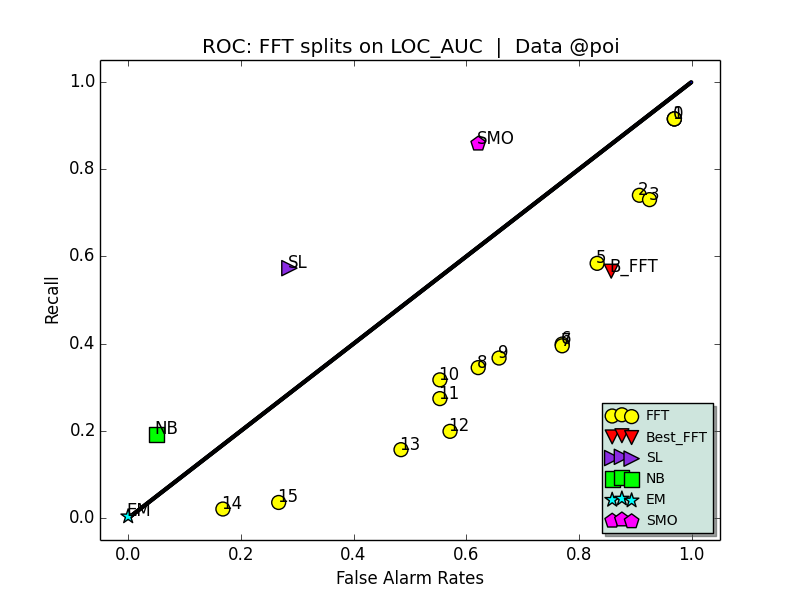 ROC: FFT splits on LOC_AUC | Data @poi
1.0
0.8
0.6
0.4
0.2
0.0
Recall
SMO
2
3
SL
5
B_FFT
9
8
10
11
12
NB
13
EM
14
15
FFT
Best_FFT
SL
NB
EM
SMO
0.0 0.2 0.4 0.6 0.8 1.0
False Alarm Rates